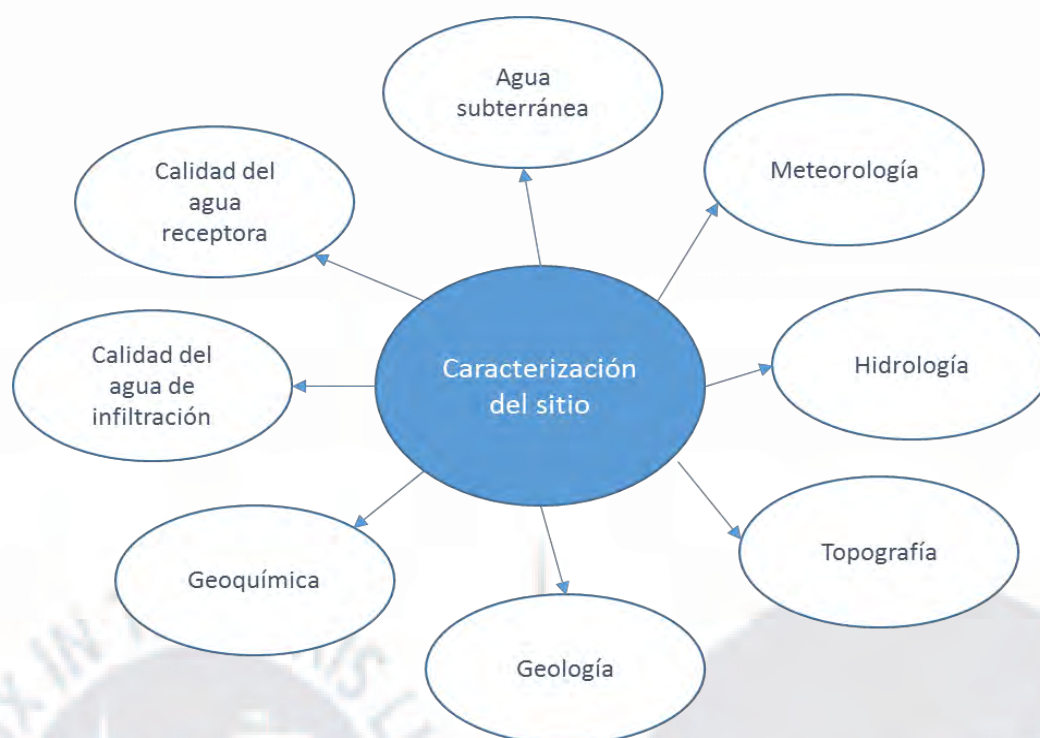 Agua
subterránea
Meteorología
Calidad del
agua
receptora
Hidrología
Caracterización
del sitio
Calidad del
agua de
infiltración
Topografía
Geoquímica
Geología